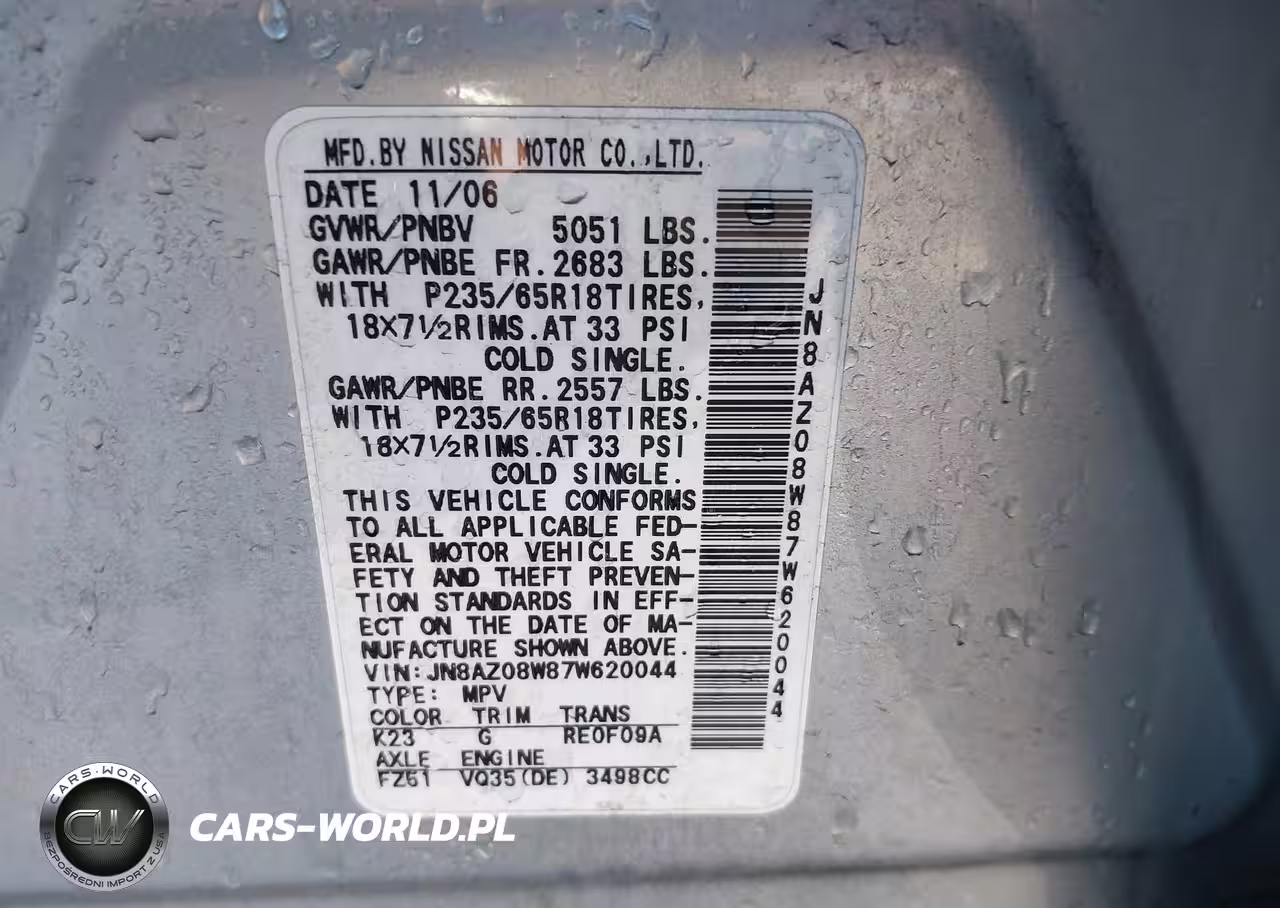 MFD.BY NISSAN MOTOR CO.,LTD.
DATE 11/06
GVWR/PNBV 5051 LBS.
GAWR/PNBE FR.2683 LBS.
WITH P235/65R18TIRES,
18X7½RIMS.AT 33 PSI
COLD SINGLE.
GAWR/PNBE RR.2557 LBS.
WITH P235/65R18TIRES,
18X7½RIMS.AT 33 PSI
COLD SINGLE.
THIS VEHICLE CONFORMS
TO ALL APPLICABLE FED-
ERAL MOTOR VEHICLE SA-
FETY AND THEFT PREVEN-
TION STANDARDS IN EFF-
ECT ON THE DATE OF MA-
NUFACTURE SHOWN ABOVE.
VIN:JN8AZ08W87W620044
TYPE: MPV
COLOR TRIM TRANS
K23 G RE0F09A
AXLE ENGINE
FZ61 VQ35(DE) 3498CC
JN8AZ08W87W620044
CARS-WORLD
CW
BEZPOŚREDNI IMPORT Z USA
CARS-WORLD.PL